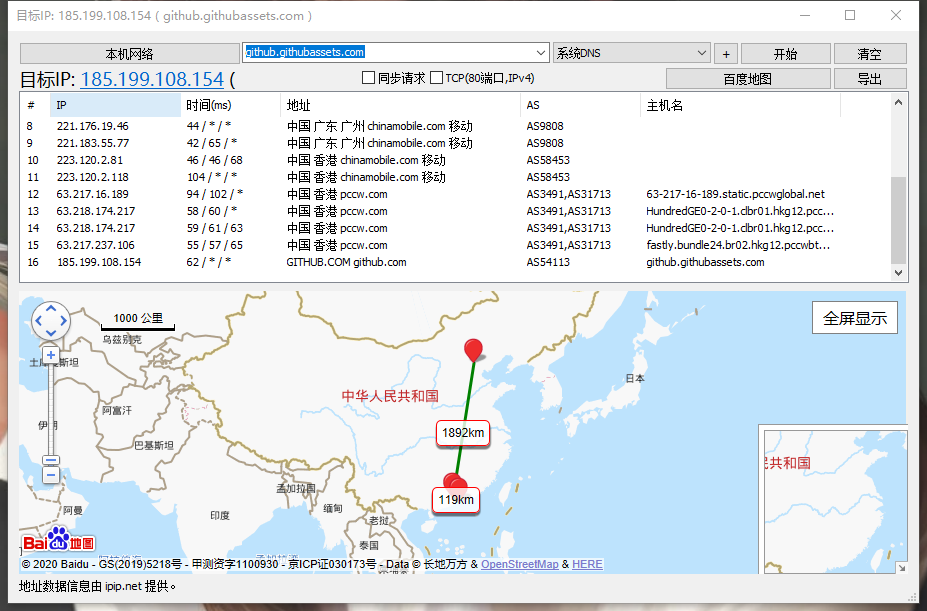 目标IP: 185.199.108.154 ( github.githubassets.com )
本机网络 github.githubassets.com 系统DNS + 开始 清空
目标IP: 185.199.108.154 ( 同步请求 TCP(80端口,IPv4) 百度地图 导出
# IP 时间(ms) 地址 AS 主机名
8 221.176.19.46 44 / * / * 中国 广东 广州 chinamobile.com 移动 AS9808
9 221.183.55.77 42 / 65 / * 中国 广东 广州 chinamobile.com 移动 AS9808
10 223.120.2.81 46 / 46 / 68 中国 香港 chinamobile.com 移动 AS58453
11 223.120.2.118 104 / * / * 中国 香港 chinamobile.com 移动 AS58453
12 63.217.16.189 94 / 102 / * 中国 香港 pccw.com AS3491,AS31713 63-217-16-189.static.pccwglobal.net
13 63.218.174.217 58 / 60 / * 中国 香港 pccw.com AS3491,AS31713 HundredGE0-2-0-1.dbr01.hkg12.pcc...
14 63.218.174.217 59 / 61 / 63 中国 香港 pccw.com AS3491,AS31713 HundredGE0-2-0-1.dbr01.hkg12.pcc...
15 63.217.237.106 55 / 57 / 65 中国 香港 pccw.com AS3491,AS31713 fastly.bundle24.br02.hkg12.pccwbt...
16 185.199.108.154 62 / * / * GITHUB.COM github.com AS54113 github.githubassets.com
1000 公里
全屏显示
乌兹别克
日本
中华人民共和国
阿富汗
1892km
巴基斯坦
民共和国
孟加拉国
119km
缅甸
阿曼
印度
老挝
泰国
Bai 地图
© 2020 Baidu - GS(2019)5218号 - 甲测资字1100930 - 京ICP证030173号 - Data © 长地万方 & OpenStreetMap & HERE
地址数据信息由 ipip.net 提供。